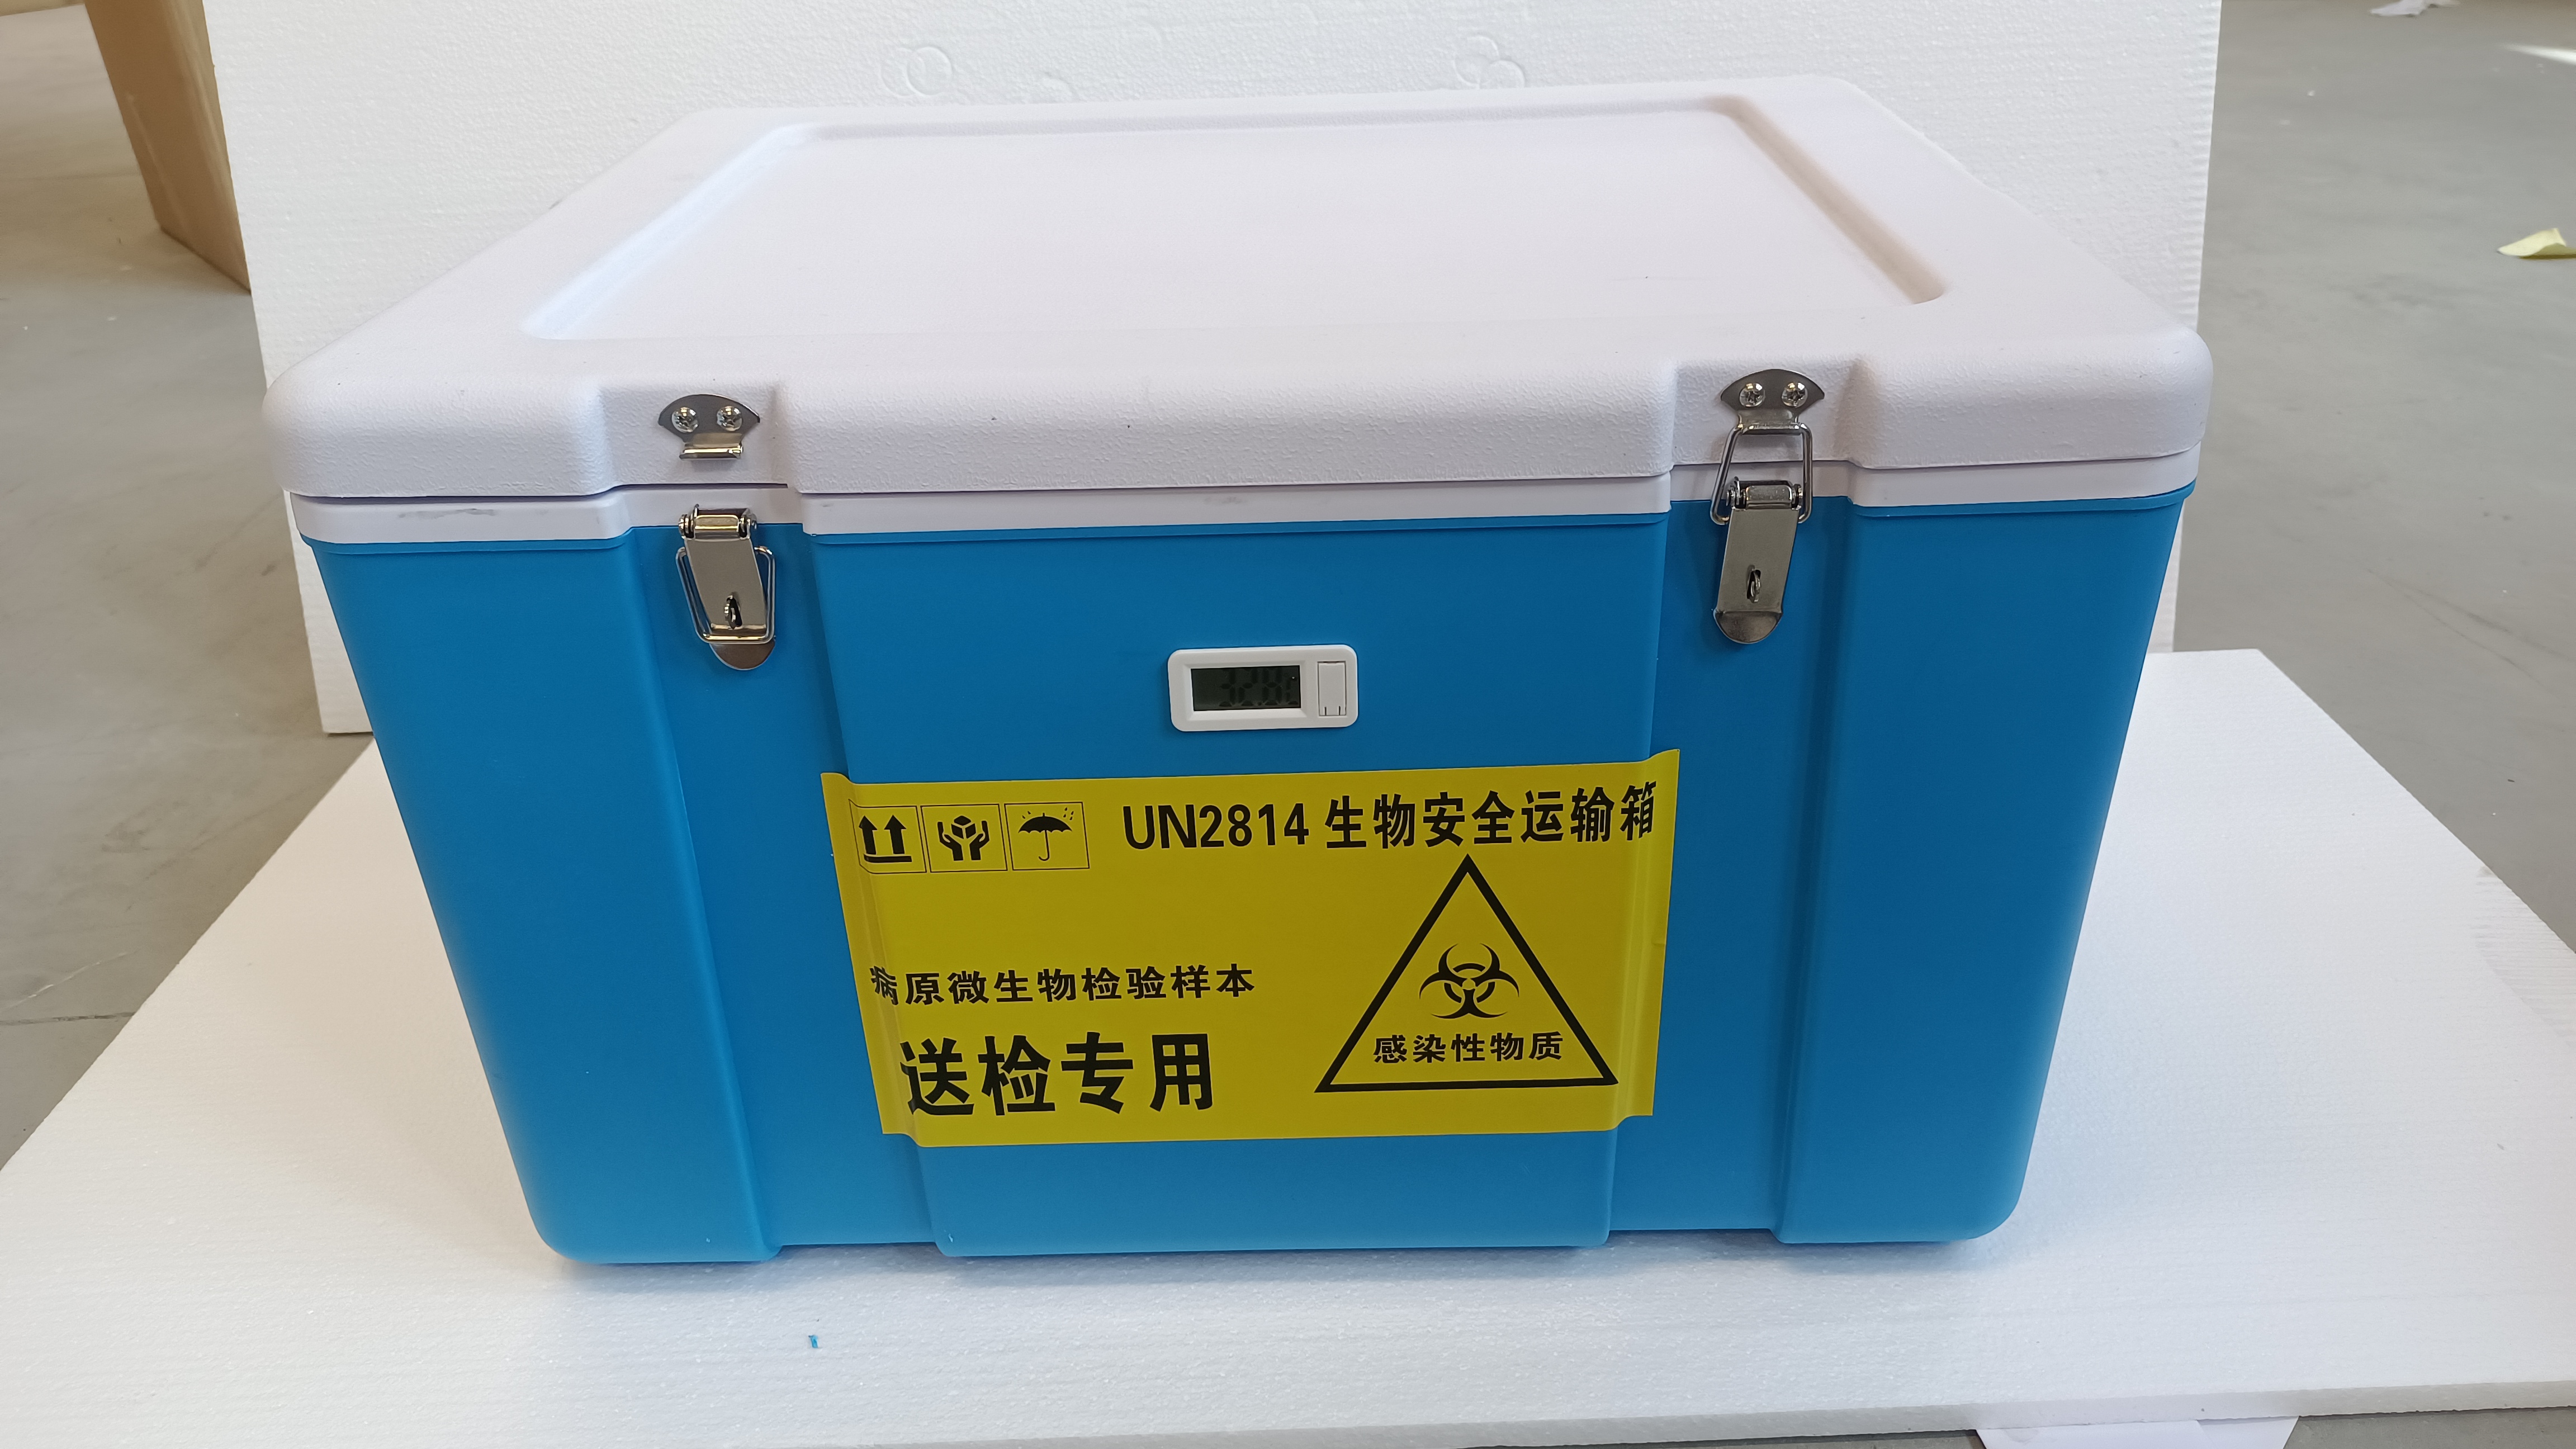 UN2814 生物安全运输箱
病原微生物检验样本
送检专用
感染性物质